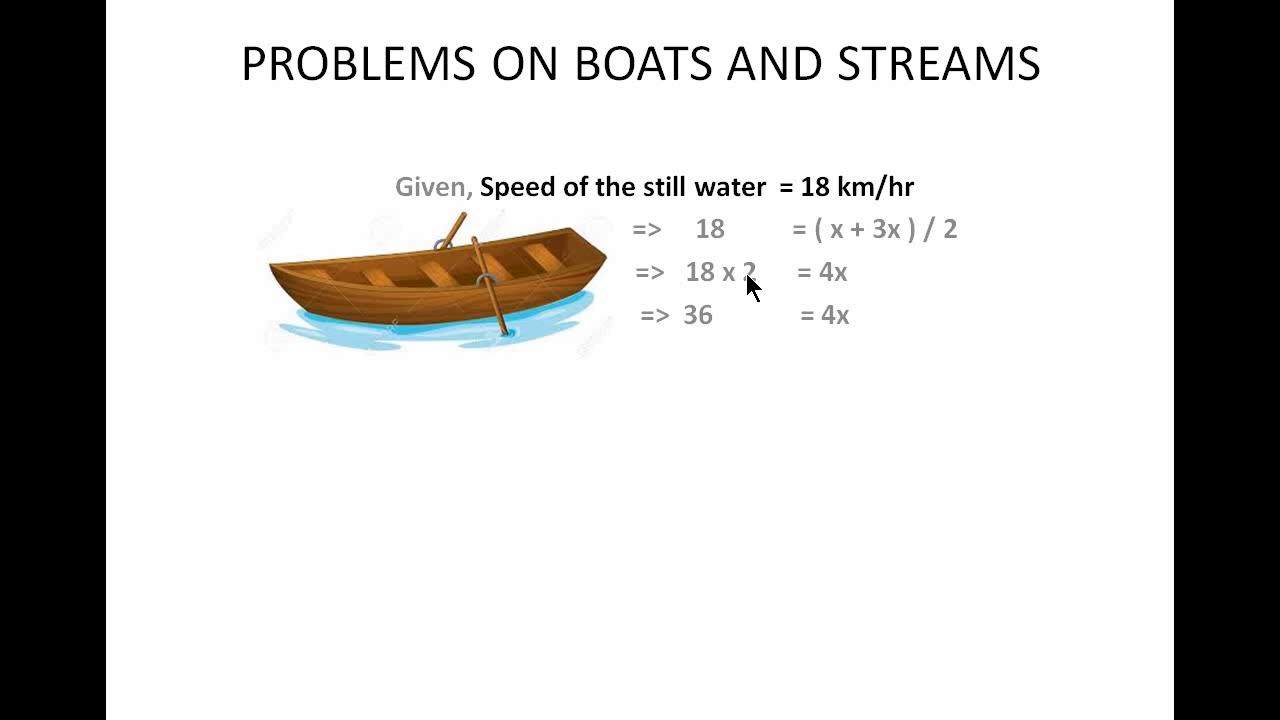 PROBLEMS ON BOATS AND STREAMS
Given, Speed of the still water = 18 km/hr
=> 18 = ( x + 3x ) / 2
=> 18 x 2 = 4x
=> 36 = 4x